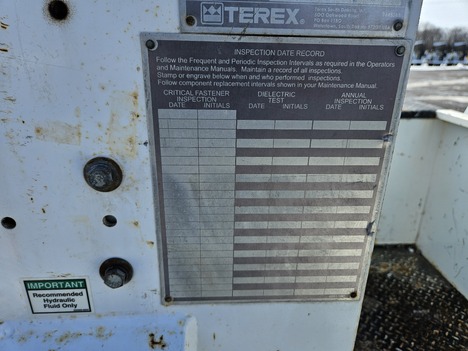 TEREX
INSPECTION DATE RECORD
Follow the Frequent and Periodic Inspection Intervals as required in the Operators
and Maintenance Manuals. Maintain a record of all inspections.
Stamp or engrave below when and who performed inspections.
Follow component replacement intervals shown in your Maintenance Manual.
CRITICAL FASTENER
INSPECTION
DATE INITIALS
DIELECTRIC
TEST
DATE INITIALS
ANNUAL
INSPECTION
DATE INITIALS
IMPORTANT
Recommended
Hydraulic
Fluid Only